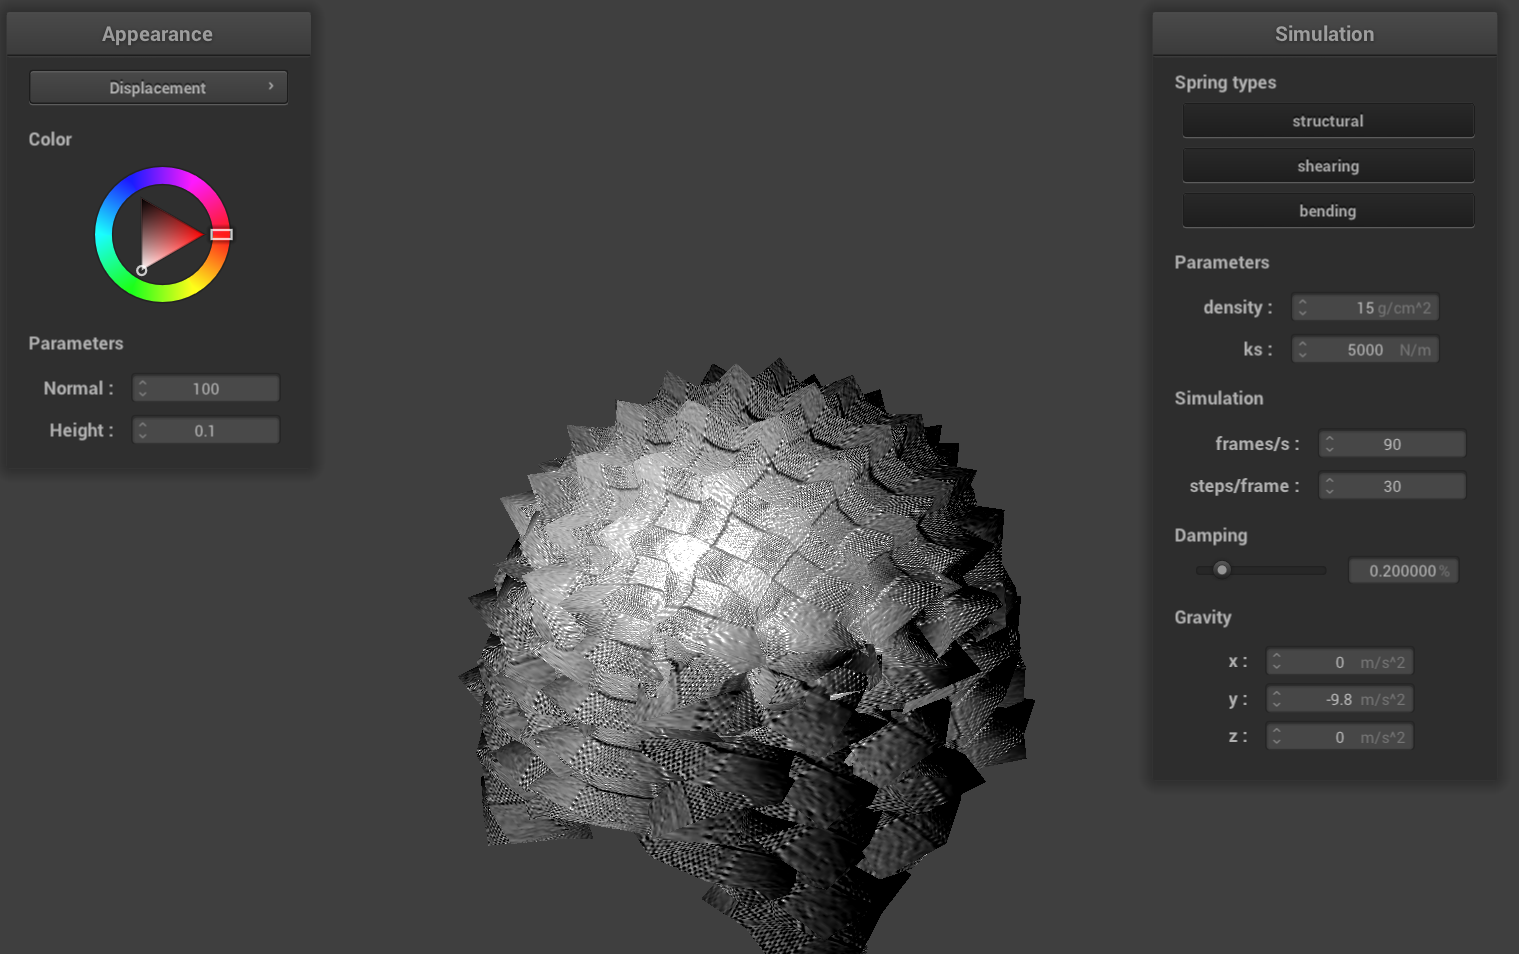 Appearance
Displacement
Color
Parameters
Normal : 100
Height : 0.1
Simulation
Spring types
structural
shearing
bending
Parameters
density : 15 g/cm^2
ks : 5000 N/m
Simulation
frames/s : 90
steps/frame : 30
Damping
0.200000 %
Gravity
x : 0 m/s^2
y : -9.8 m/s^2
z : 0 m/s^2